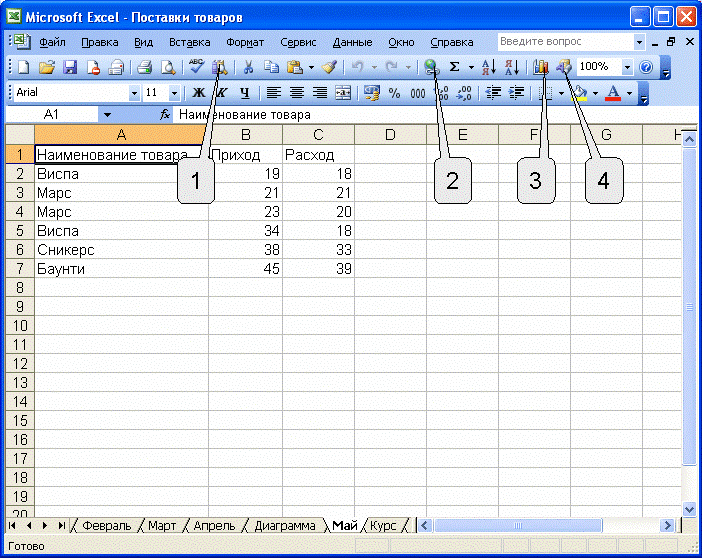 Microsoft Excel - Поставки товаров
Файл Правка Вид Вставка Формат Сервис Данные Окно Справка Введите вопрос
Σ 100%
Arial 11 Ж К Ч % 000
A1 fx Наименование товара
A B C D E F G H
1 Наименование товара Приход Расход
2 Виспа 19 18
3 Марс 21 21
4 Марс 23 20
5 Виспа 34 18
6 Сникерс 38 33
7 Баунти 45 39
8
9
10
11
12
13
14
15
16
17
18
19
20
1 2 3 4
Февраль Март Апрель Диаграмма Май Курс
Готово